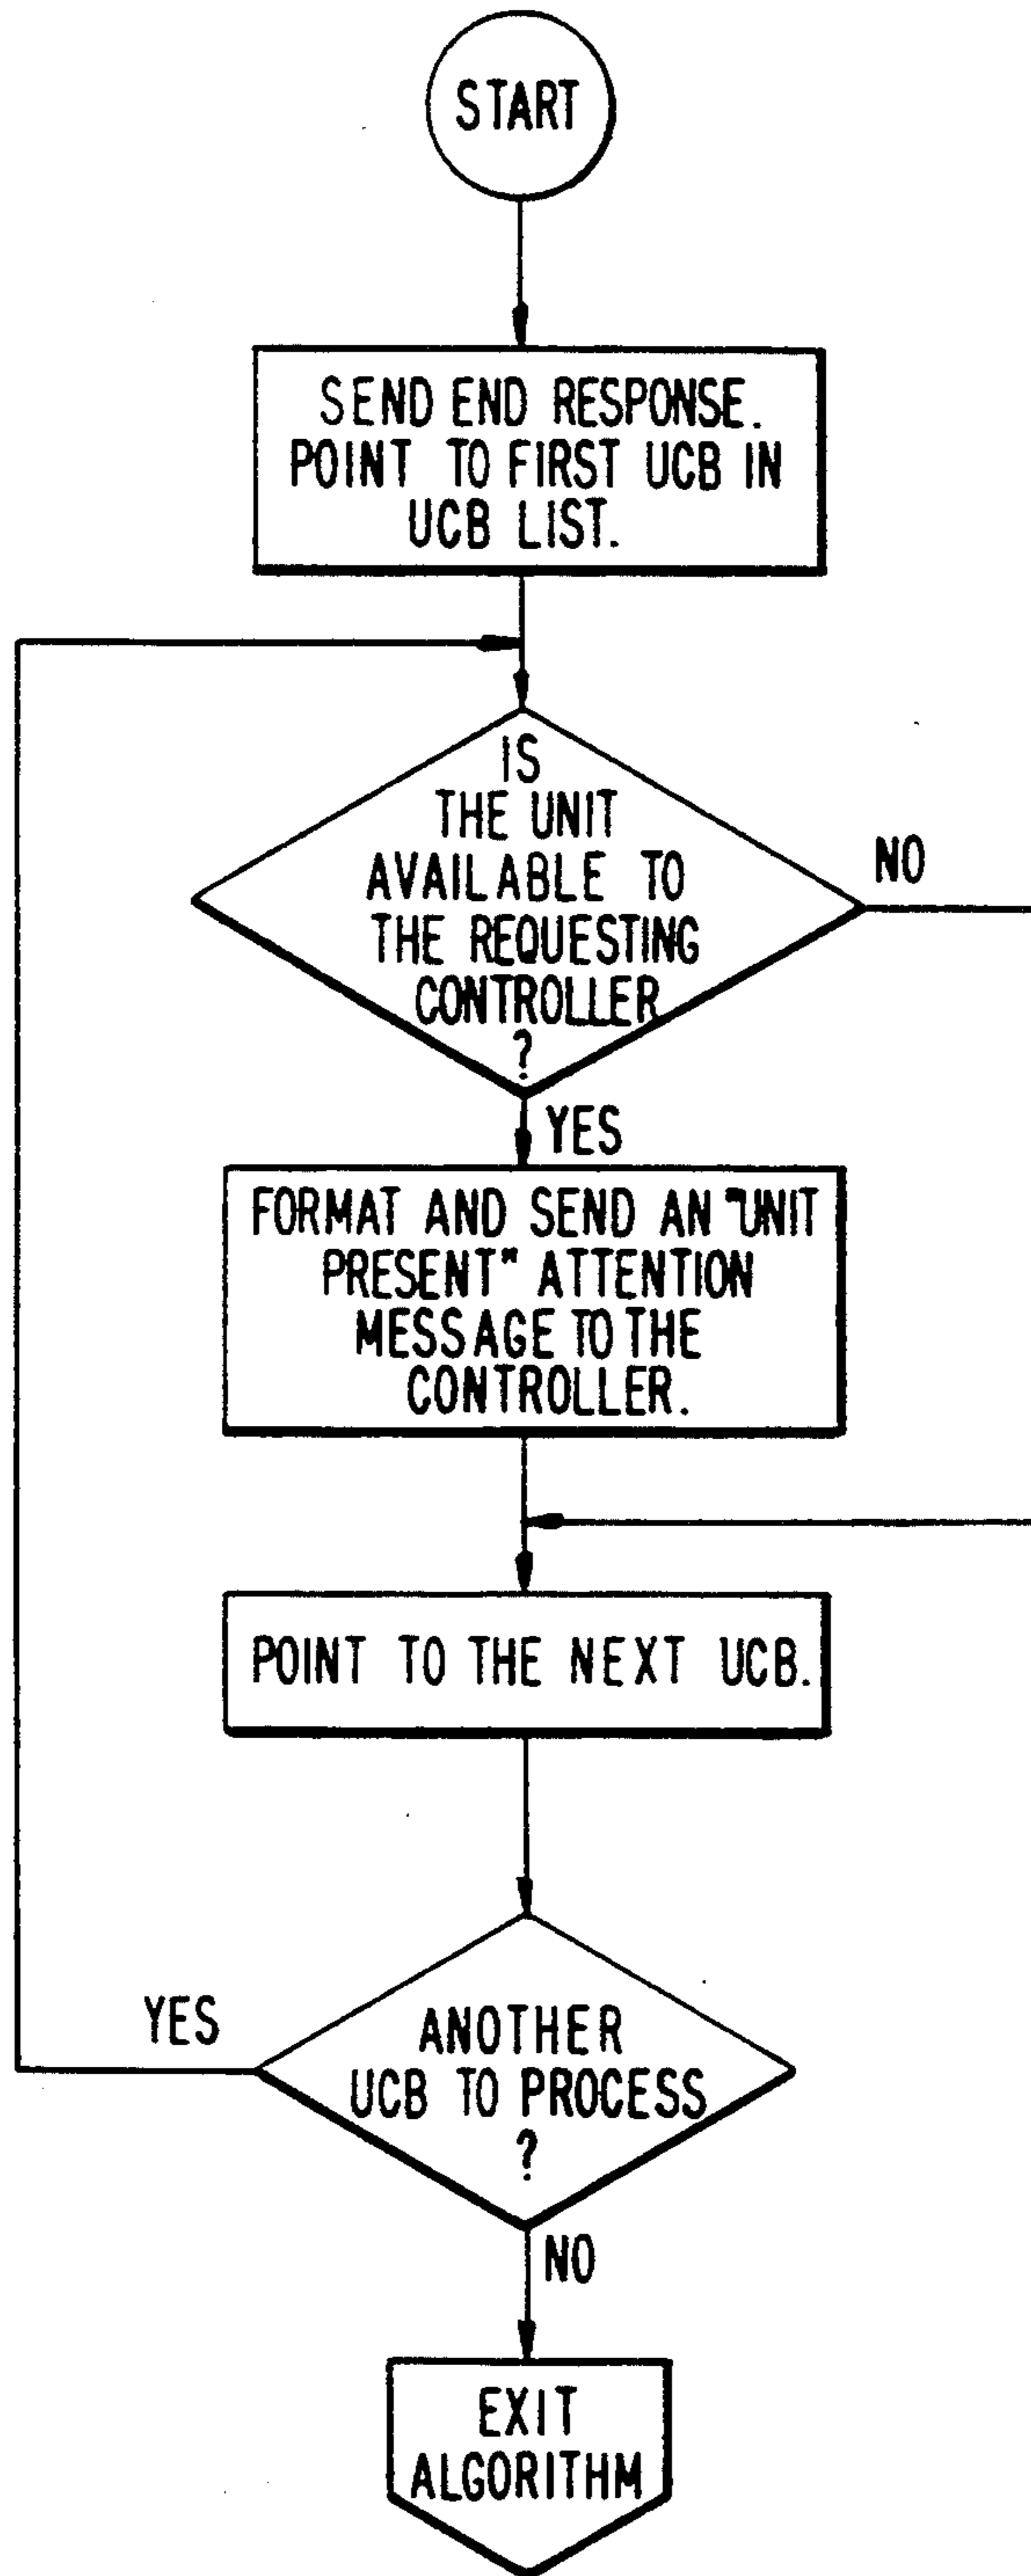 START
SEND END RESPONSE.
POINT TO FIRST UCB IN
UCB LIST.
IS
THE UNIT
AVAILABLE TO
THE REQUESTING
CONTROLLER
?
NO
YES
FORMAT AND SEND AN "UNIT
PRESENT" ATTENTION
MESSAGE TO THE
CONTROLLER.
POINT TO THE NEXT UCB.
YES
ANOTHER
UCB TO PROCESS
?
NO
EXIT
ALGORITHM